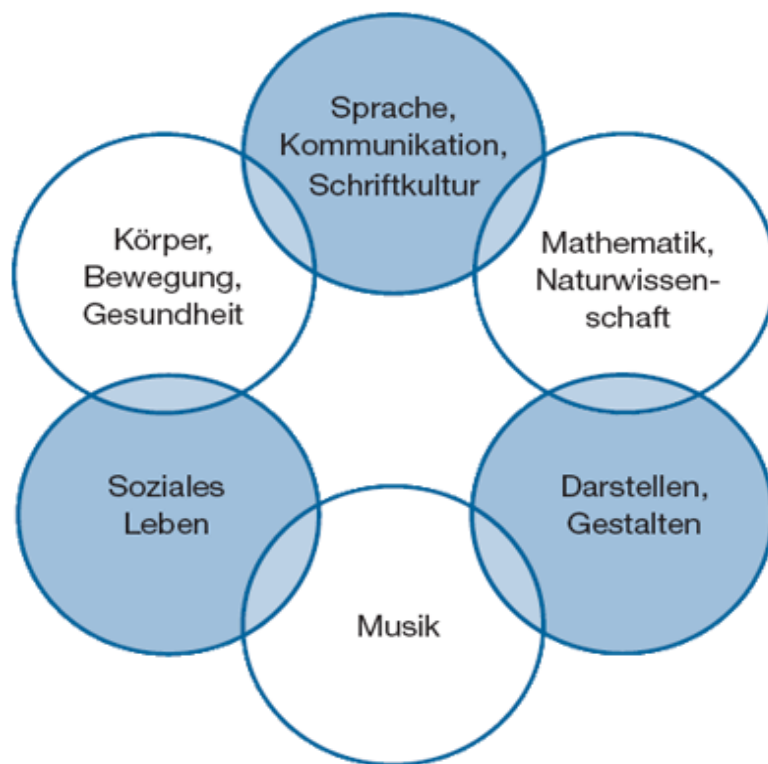 Sprache,
Kommunikation,
Schriftkultur
Körper,
Bewegung,
Gesundheit
Mathematik,
Naturwissen-
schaft
Soziales
Leben
Darstellen,
Gestalten
Musik